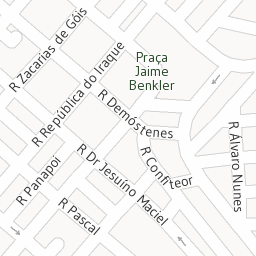 R Zacarias de Góis
R República do Iraque
Praça
Jaime
Benkler
R Demóstenes
R Álvaro Nunes
R Confiteor
R Panapoi
R Dr Jesuíno Maciel
R Pascal